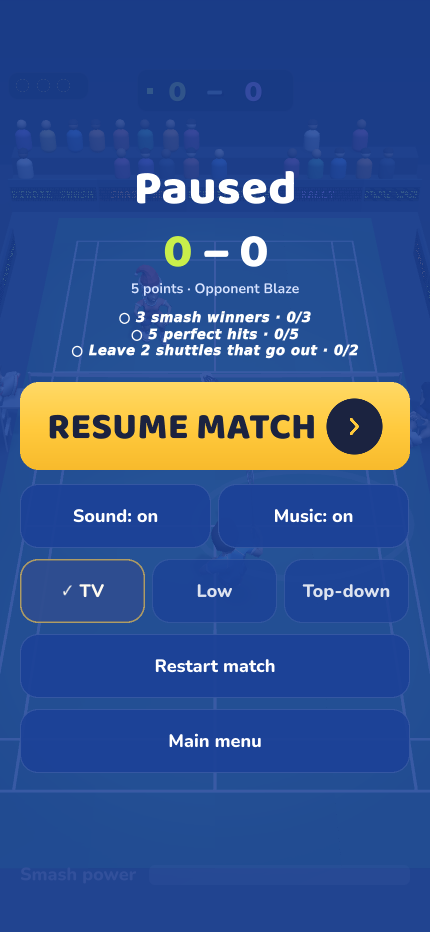 0 – 0
Paused
0 – 0
5 points · Opponent Blaze
○ 3 smash winners · 0/3
○ 5 perfect hits · 0/5
○ Leave 2 shuttles that go out · 0/2
RESUME MATCH
Sound: on
Music: on
✓ TV
Low
Top-down
Restart match
Main menu
Smash power